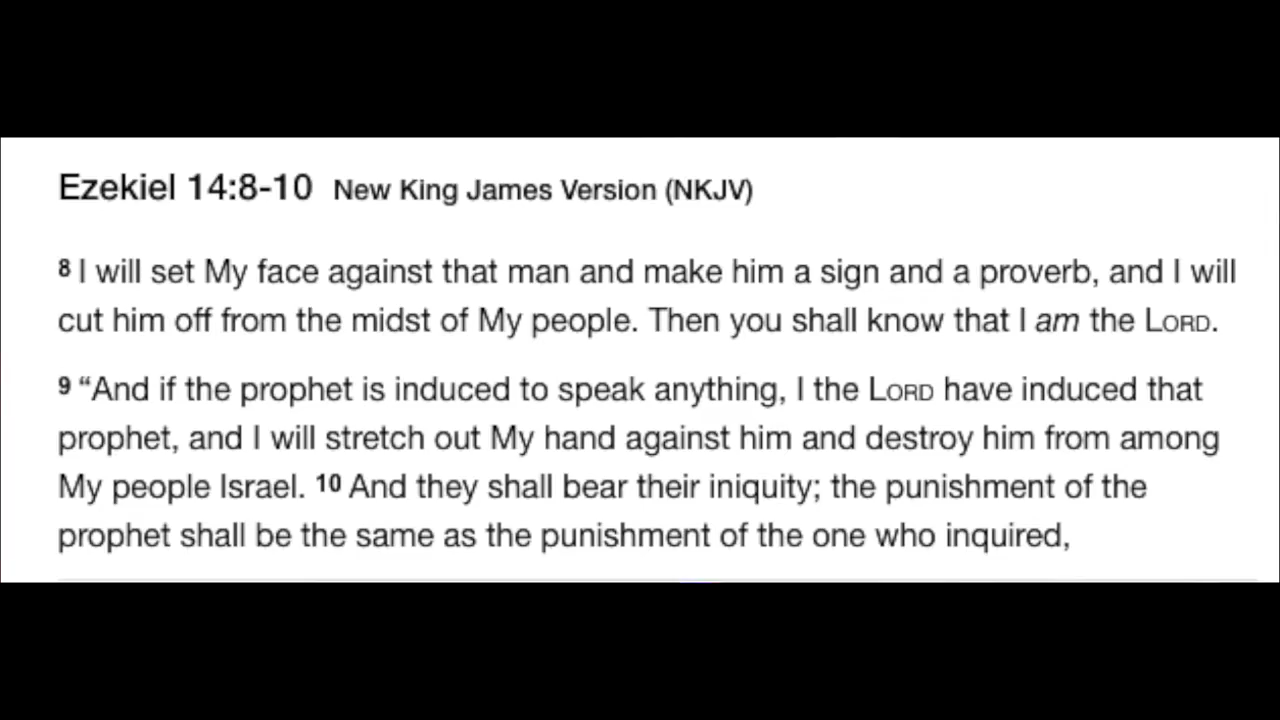 Ezekiel 14:8-10 New King James Version (NKJV)
8 I will set My face against that man and make him a sign and a proverb, and I will
cut him off from the midst of My people. Then you shall know that I am the LORD.
9 “And if the prophet is induced to speak anything, I the LORD have induced that
prophet, and I will stretch out My hand against him and destroy him from among
My people Israel. 10 And they shall bear their iniquity; the punishment of the
prophet shall be the same as the punishment of the one who inquired,